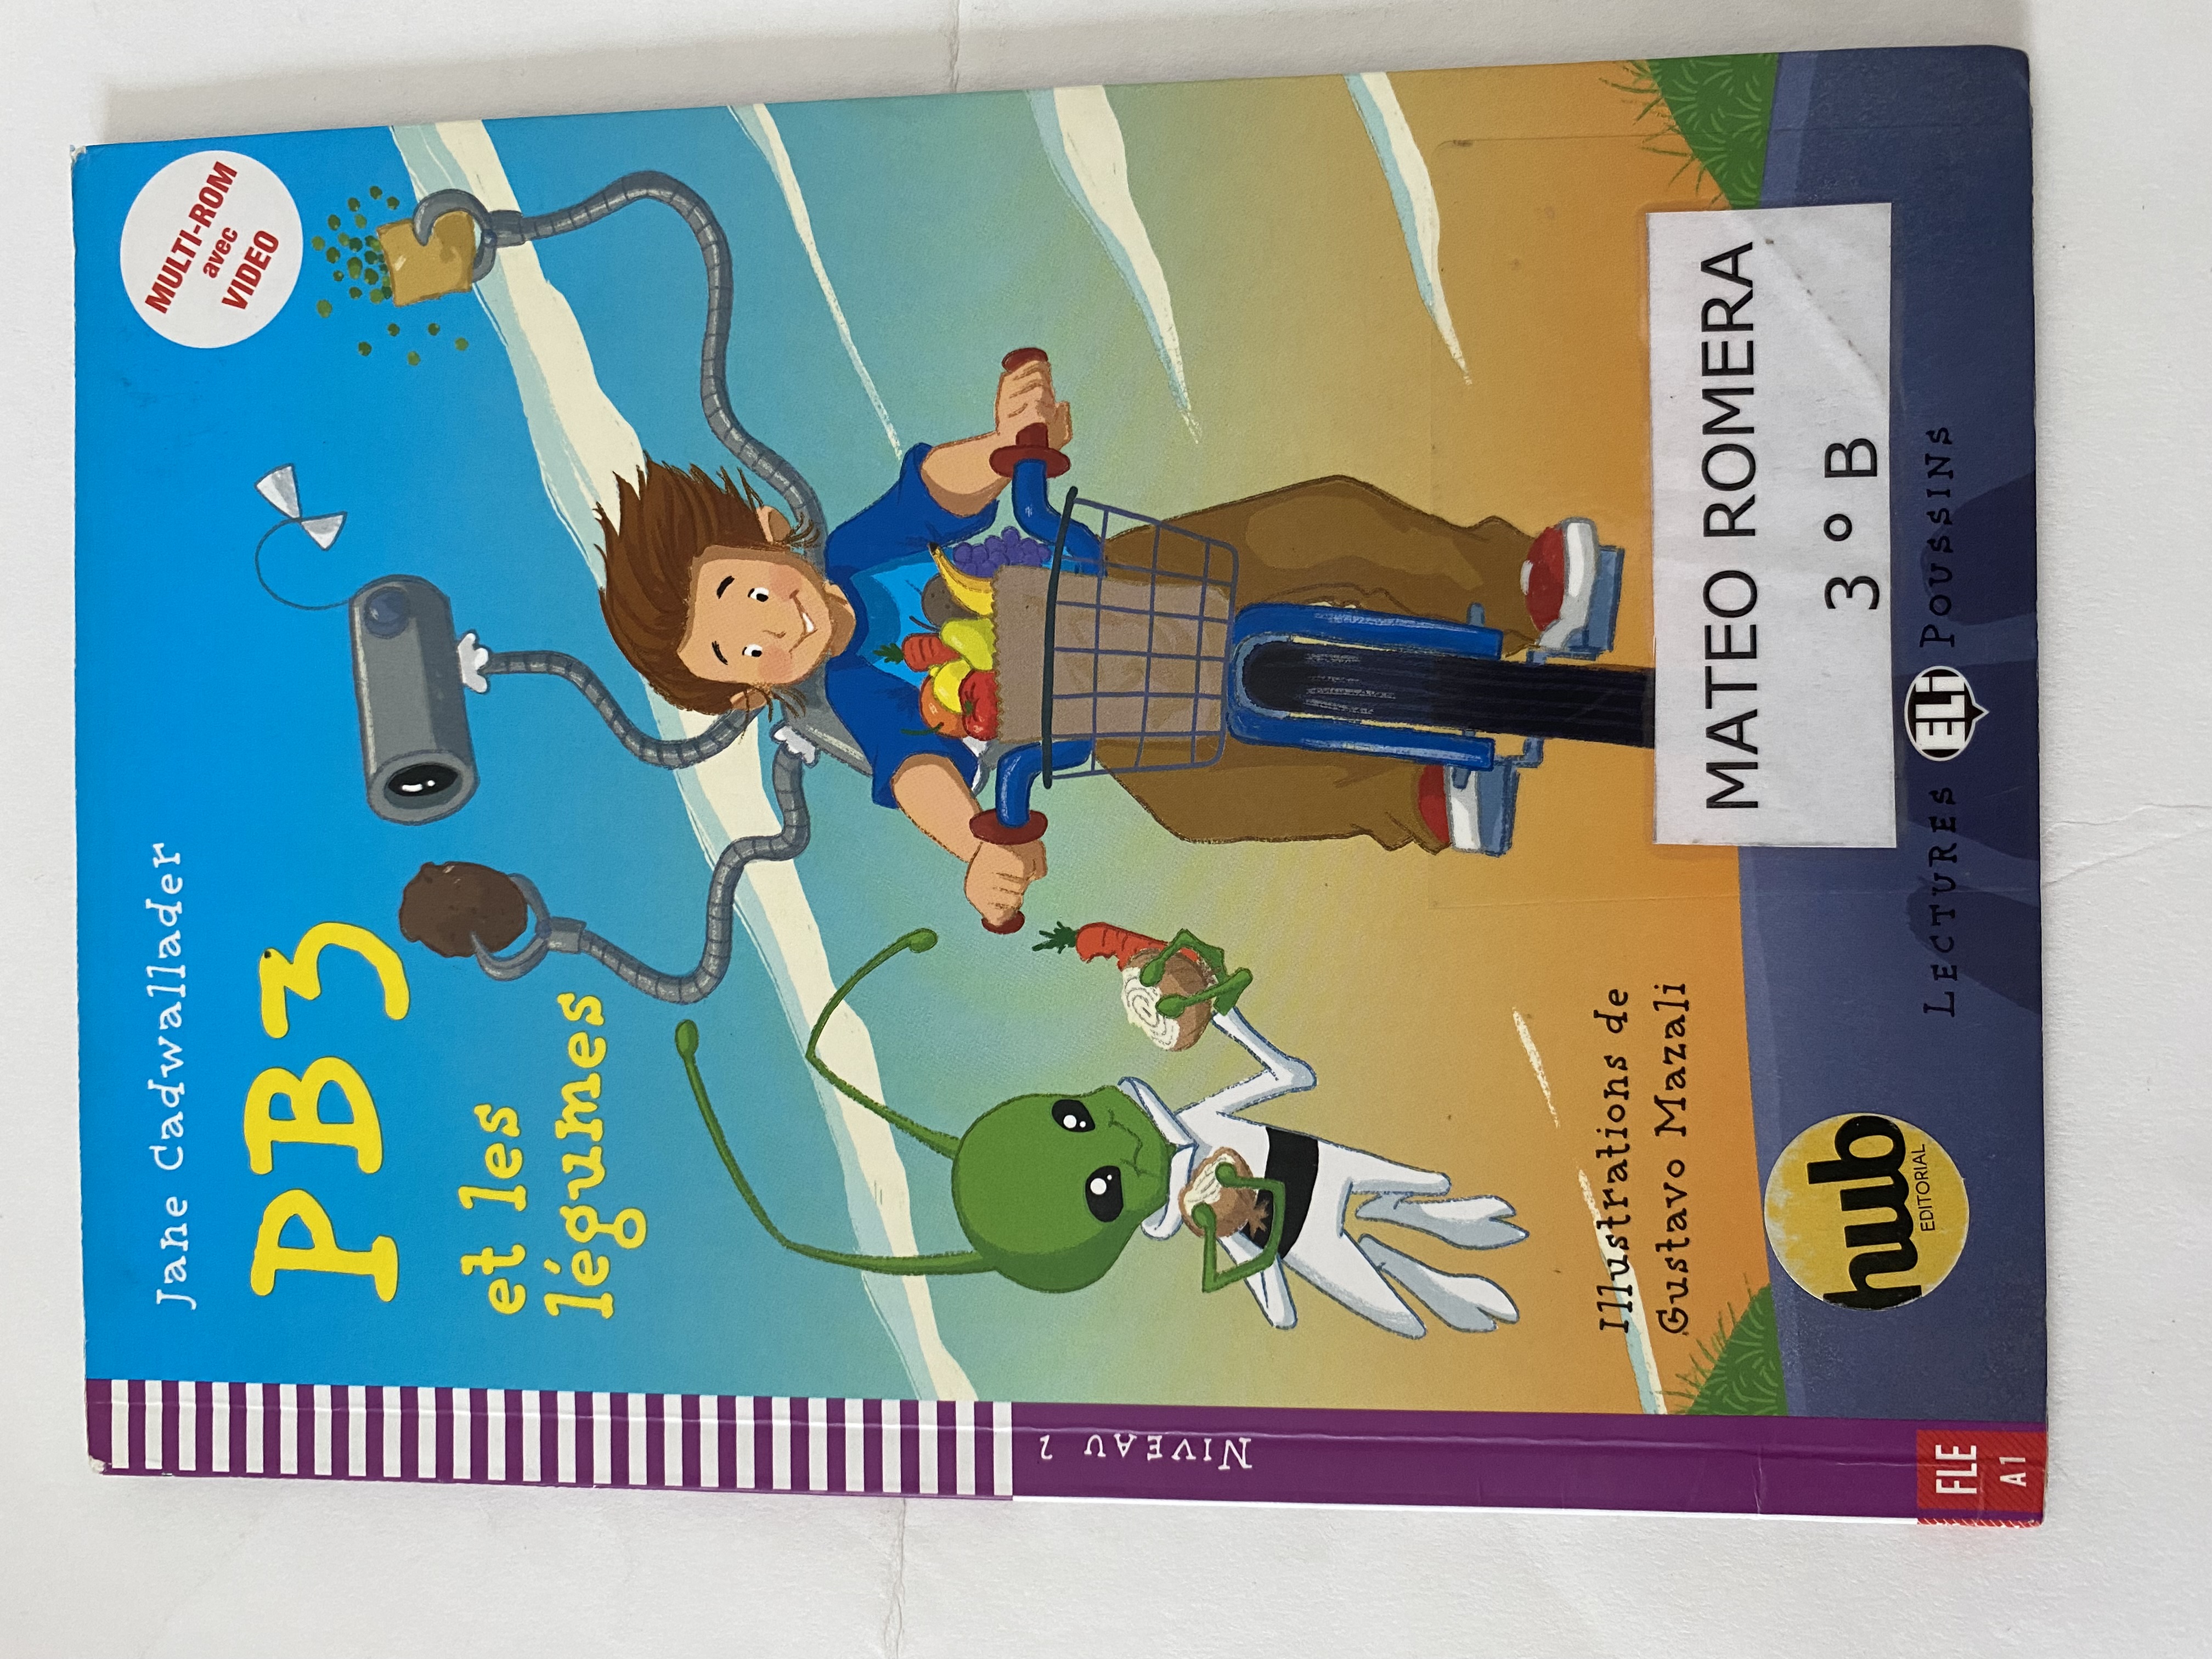 Jane Cadwallader
MULTI-ROM
avec
VIDEO
PB3
et les
légumes
NIVEAU 2
Illustrations de
Gustavo Mazali
MATEO ROMERA
3 º B
hub
EDITORIAL
LECTURES ELi POUSSINS
FLE
A1